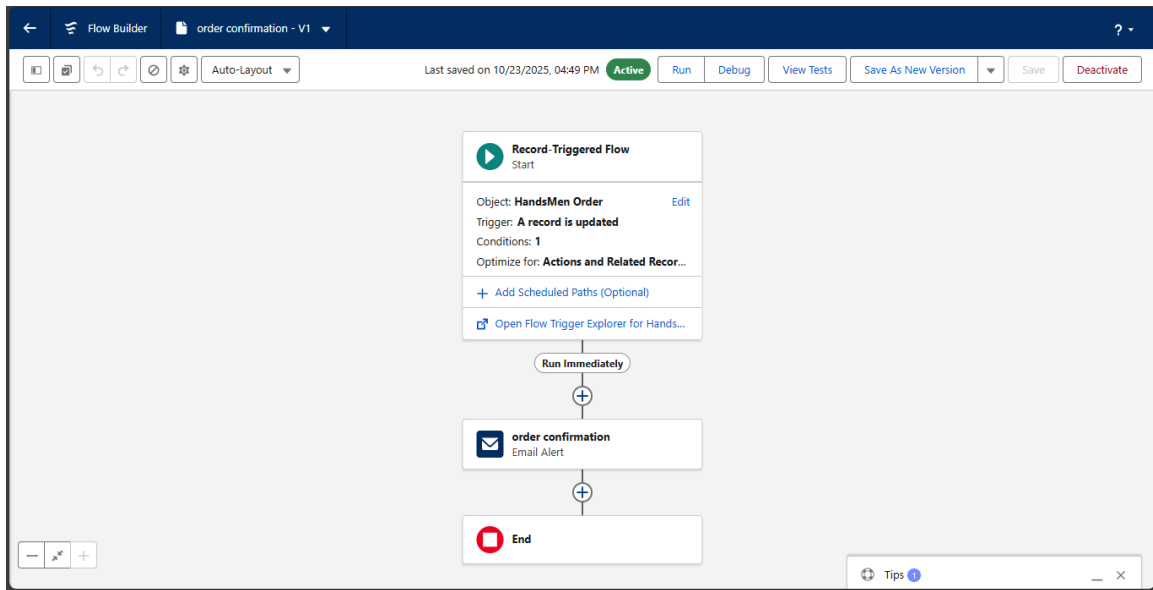 Flow Builder
order confirmation - V1
?
Auto-Layout
Last saved on 10/23/2025, 04:49 PM
Active
Run
Debug
View Tests
Save As New Version
Save
Deactivate
Record-Triggered Flow
Start
Object: HandsMen Order
Edit
Trigger: A record is updated
Conditions: 1
Optimize for: Actions and Related Recor...
+ Add Scheduled Paths (Optional)
Open Flow Trigger Explorer for Hands...
Run Immediately
order confirmation
Email Alert
End
Tips 1